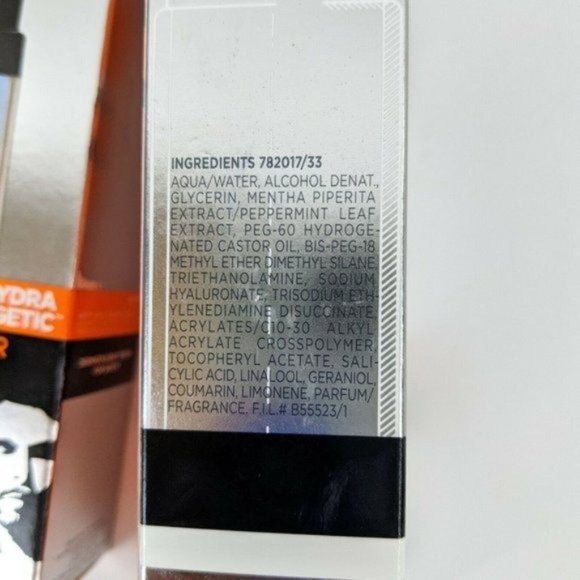 INGREDIENTS 782017/33
AQUA/WATER, ALCOHOL DENAT.,
GLYCERIN, MENTHA PIPERITA
EXTRACT/PEPPERMINT LEAF
EXTRACT, PEG-60 HYDROGE-
NATED CASTOR OIL, BIS-PEG-18
METHYL ETHER DIMETHYL SILANE,
TRIETHANOLAMINE, SODIUM
HYALURONATE, TRISODIUM ETH-
YLENEDIAMINE DISUCCINATE,
ACRYLATES/C10-30 ALKYL
ACRYLATE CROSSPOLYMER,
TOCOPHERYL ACETATE, SALI-
CYLIC ACID, LINALOOL, GERANIOL,
COUMARIN, LIMONENE, PARFUM/
FRAGRANCE, F.I.L.# B55523/1
YDRA
GETIC™
R